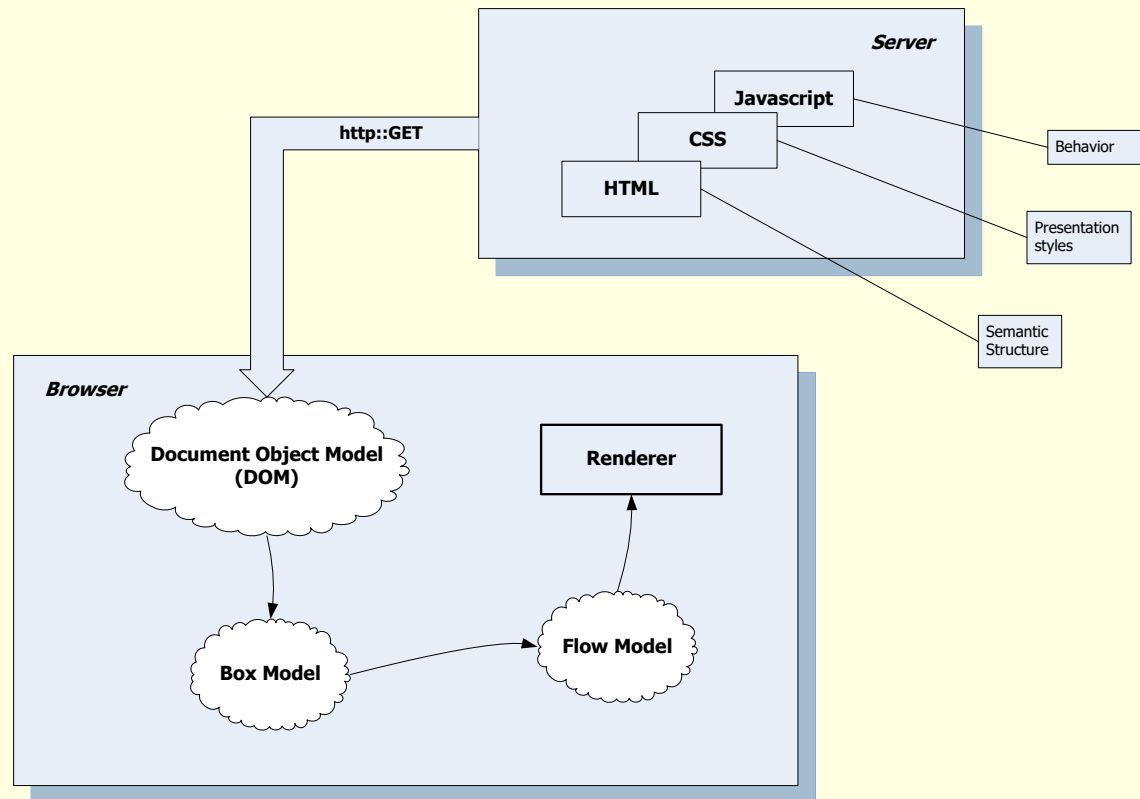 Server
Javascript
http::GET
CSS
Behavior
HTML
Presentation
styles
Semantic
Structure
Browser
Document Object Model
(DOM)
Renderer
Flow Model
Box Model